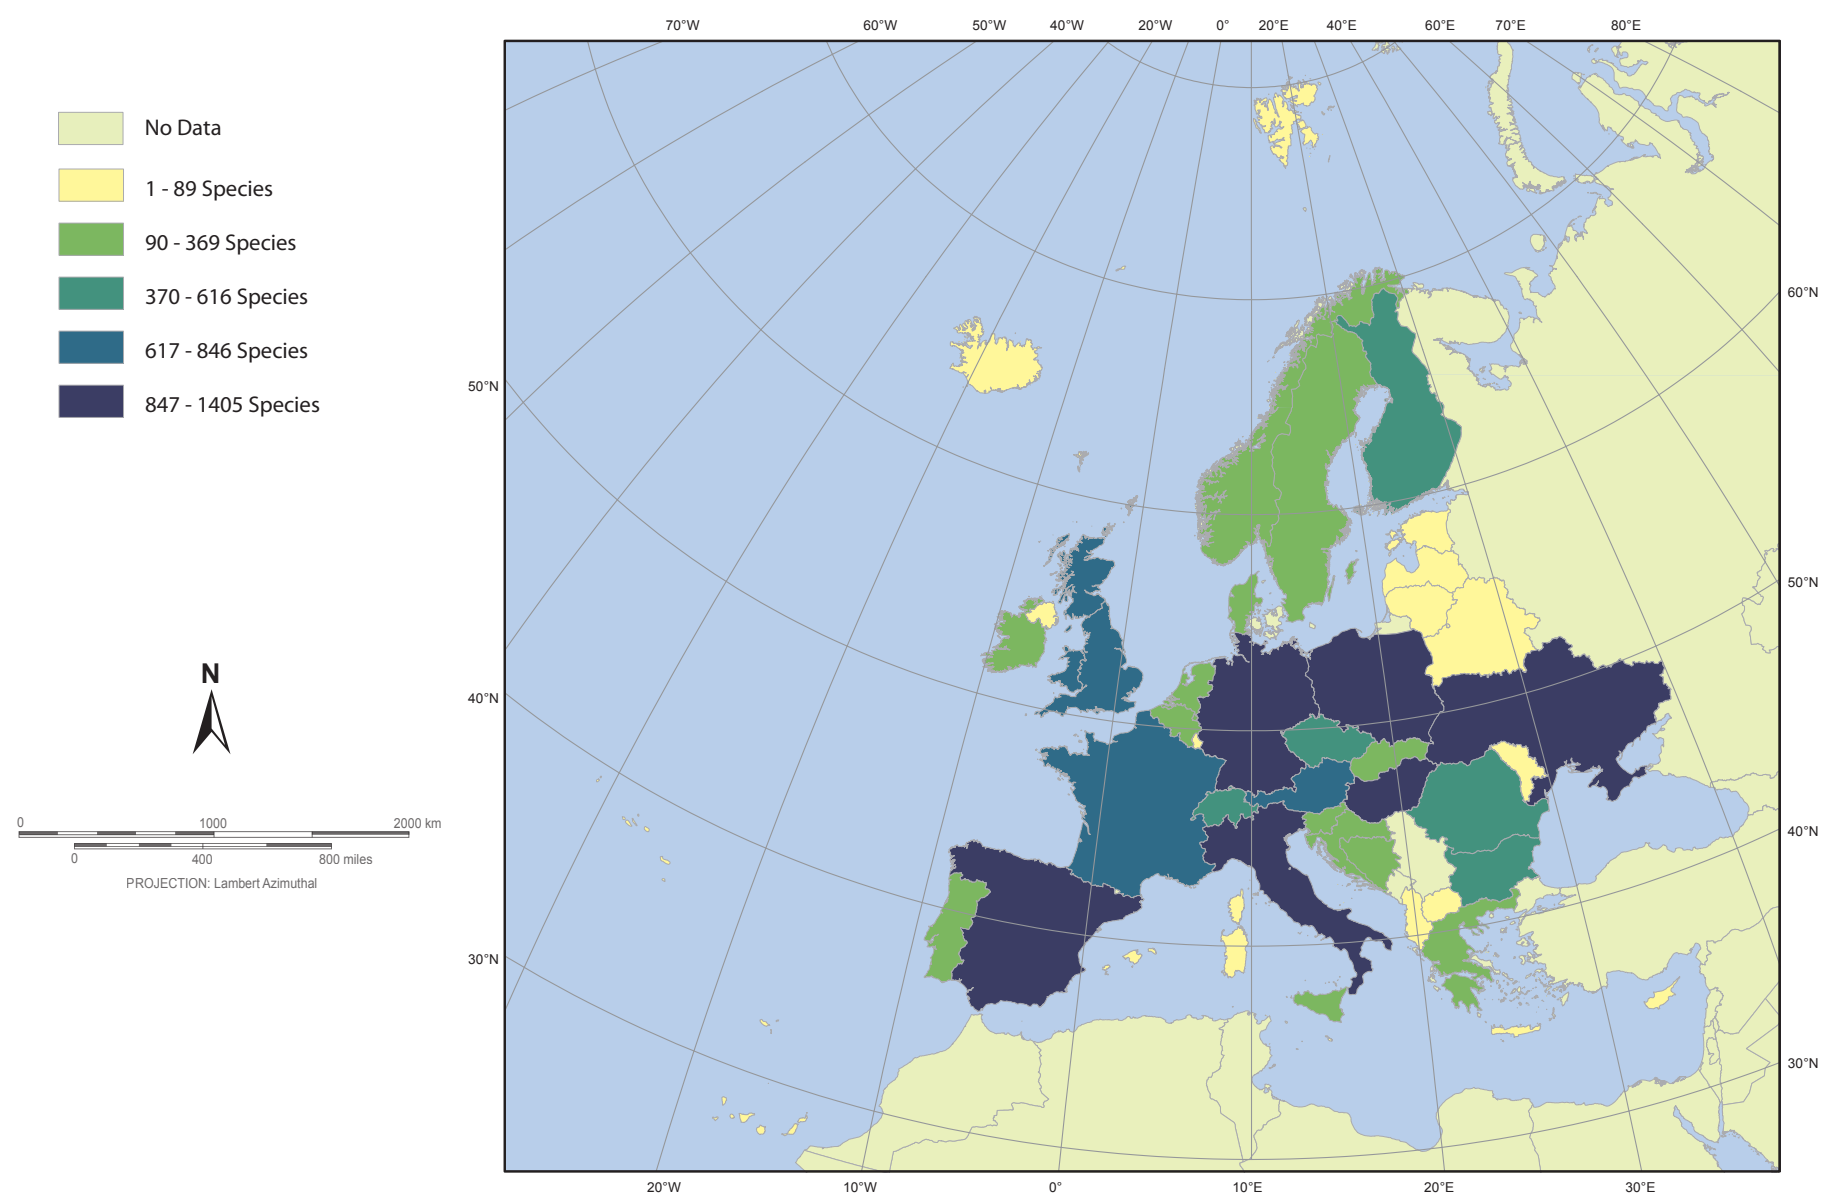 70°W 60°W 50°W 40°W 20°W 0° 20°E 40°E 60°E 70°E 80°E
No Data
1 - 89 Species
90 - 369 Species
370 - 616 Species
617 - 846 Species
847 - 1405 Species
60°N
50°N
50°N
N
40°N
0 1000 2000 km
0 400 800 miles
PROJECTION: Lambert Azimuthal
40°N
30°N
30°N
20°W 10°W 0° 10°E 20°E 30°E